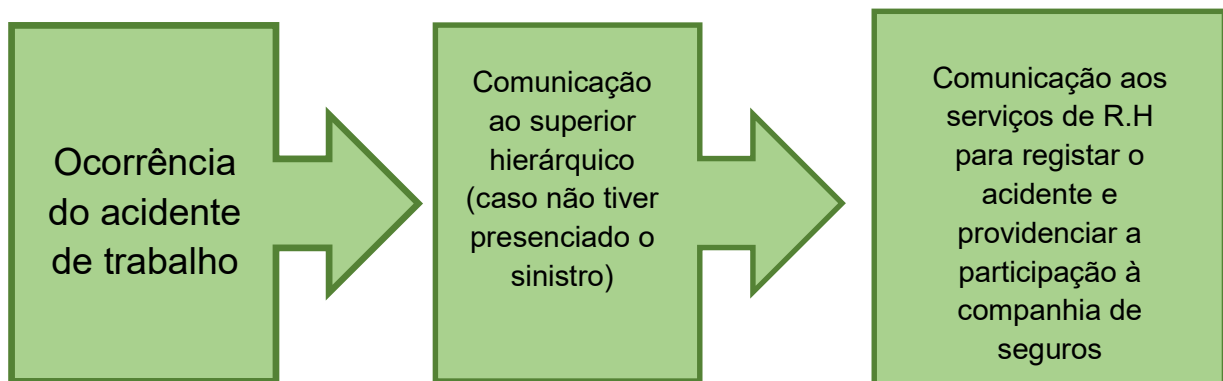 Ocorrência
do acidente
de trabalho
Comunicação
ao superior
hierárquico
(caso não tiver
presenciado o
sinistro)
Comunicação aos
serviços de R.H
para registar o
acidente e
providenciar a
participação à
companhia de
seguros